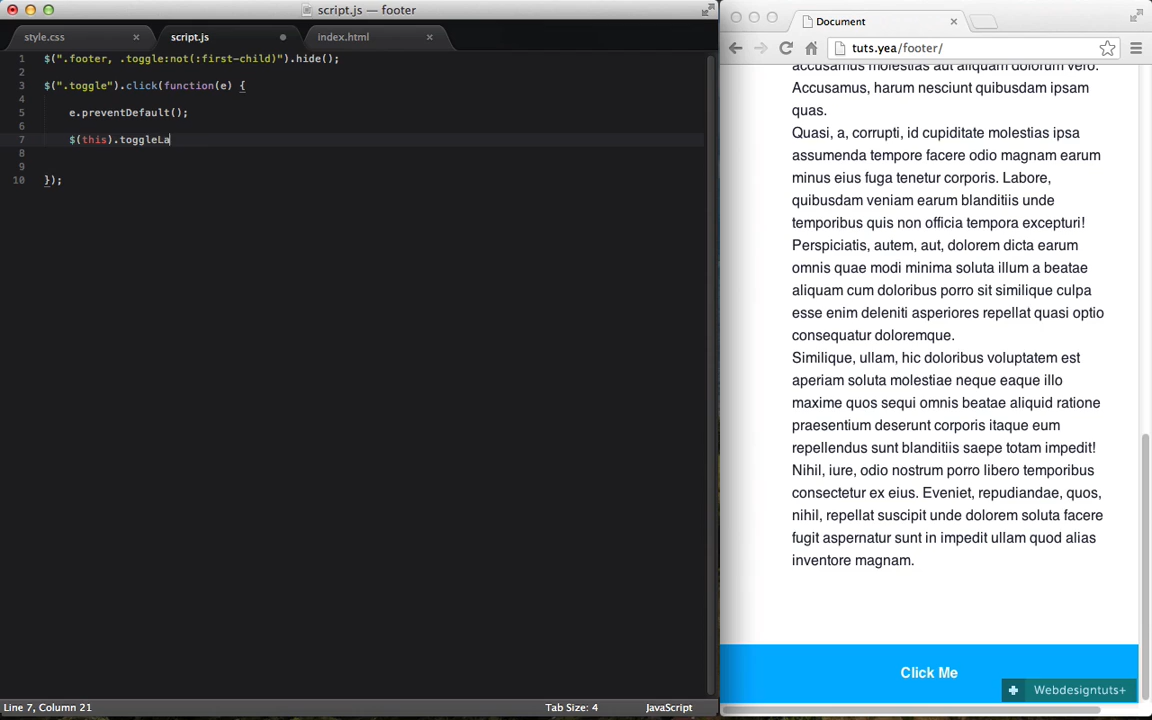 script.js — footer
style.css
script.js
index.html
1 $(".footer, .toggle:not(:first-child)").hide();
2
3 $(".toggle").click(function(e) {
4
5 e.preventDefault();
6
7 $(this).toggleLa
8
9
10 });
Line 7, Column 21
Tab Size: 4
JavaScript
Document
tuts.yea/footer/
accusamus molestias aut aliquam dolorum vero.
Accusamus, harum nesciunt quibusdam ipsam
quas.
Quasi, a, corrupti, id cupiditate molestias ipsa
assumenda tempore facere odio magnam earum
minus eius fuga tenetur corporis. Labore,
quibusdam veniam earum blanditiis unde
temporibus quis non officia tempora excepturi!
Perspiciatis, autem, aut, dolorem dicta earum
omnis quae modi minima soluta illum a beatae
aliquam cum doloribus porro sit similique culpa
esse enim deleniti asperiores repellat quasi optio
consequatur doloremque.
Similique, ullam, hic doloribus voluptatem est
aperiam soluta molestiae neque eaque illo
maxime quos sequi omnis beatae aliquid ratione
praesentium deserunt corporis itaque eum
repellendus sunt blanditiis saepe totam impedit!
Nihil, iure, odio nostrum porro libero temporibus
consectetur ex eius. Eveniet, repudiandae, quos,
nihil, repellat suscipit unde dolorem soluta facere
fugit aspernatur sunt in impedit ullam quod alias
inventore magnam.
Click Me
Webdesigntuts+